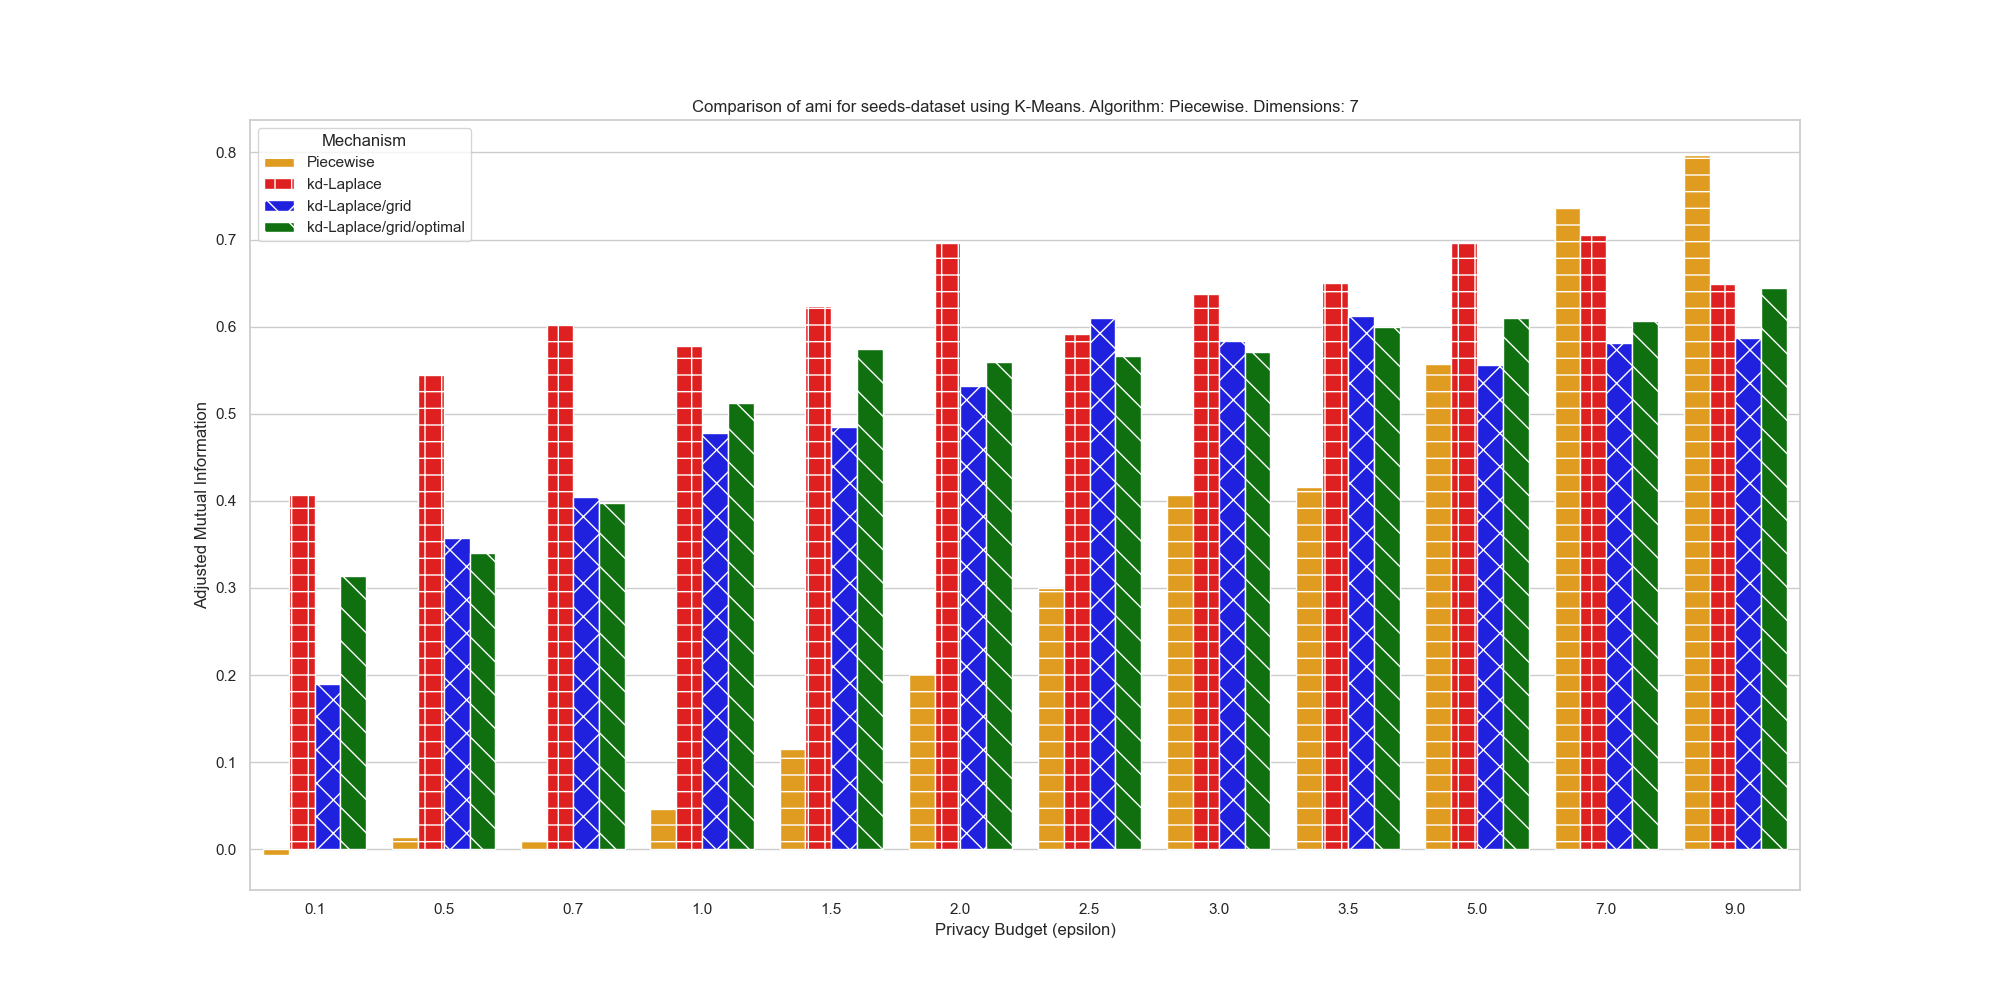 Comparison of ami for seeds-dataset using K-Means. Algorithm: Piecewise. Dimensions: 7
Mechanism
Piecewise
kd-Laplace
kd-Laplace/grid
kd-Laplace/grid/optimal
Adjusted Mutual Information
0.8
0.7
0.6
0.5
0.4
0.3
0.2
0.1
0.0
0.1 0.5 0.7 1.0 1.5 2.0 2.5 3.0 3.5 5.0 7.0 9.0
Privacy Budget (epsilon)